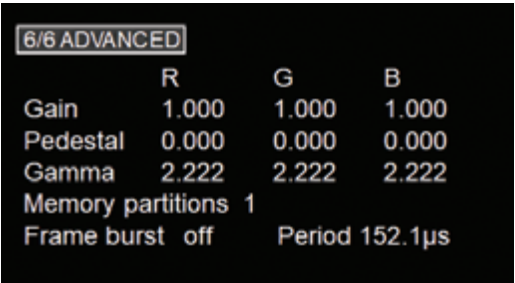 6/6 ADVANCED
R G B
Gain 1.000 1.000 1.000
Pedestal 0.000 0.000 0.000
Gamma 2.222 2.222 2.222
Memory partitions 1
Frame burst off Period 152.1µs